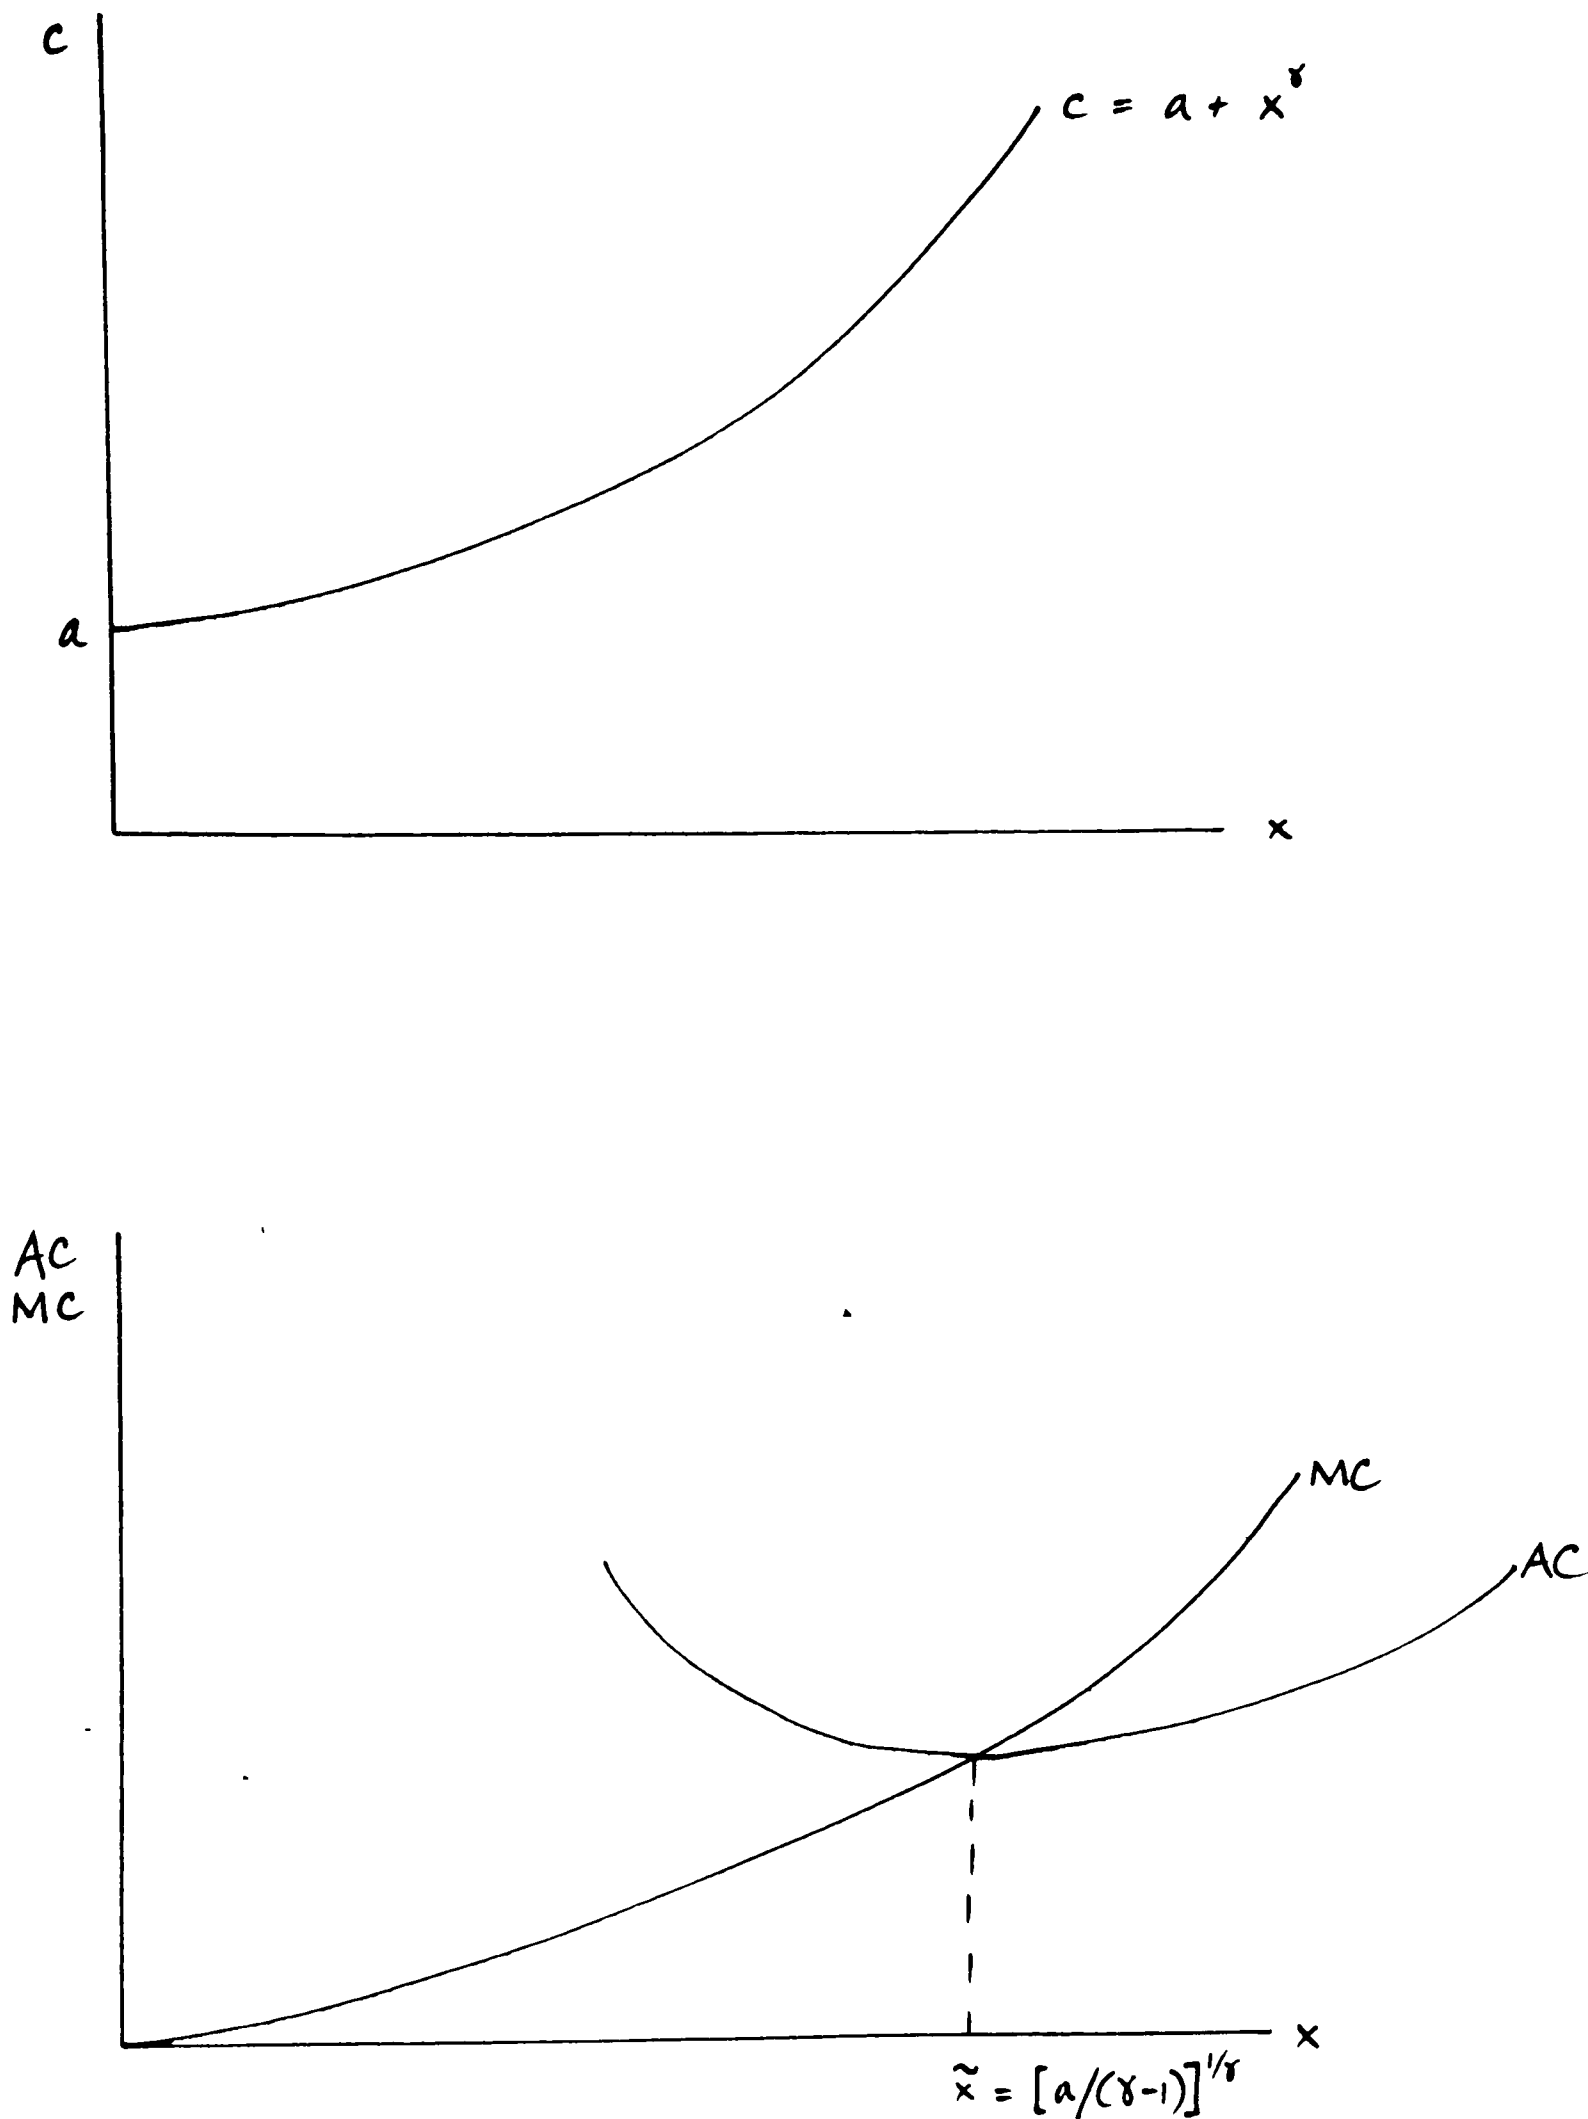 c
c = a + x^γ
a
x
AC
MC
MC
AC
x
x̃ = [a/(γ-1)]^1/γ